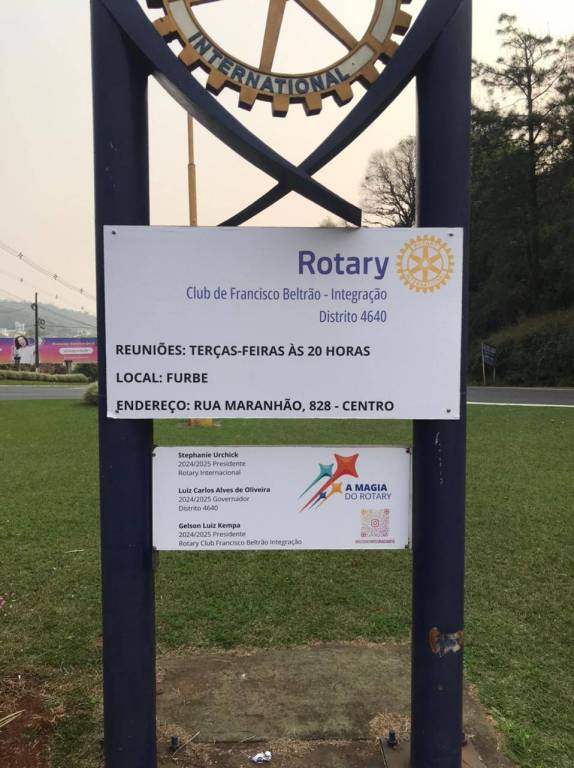 INTERNATIONAL
Rotary
Club de Francisco Beltrão - Integração
Distrito 4640
REUNIÕES: TERÇAS-FEIRAS ÀS 20 HORAS
LOCAL: FURBE
ENDEREÇO: RUA MARANHÃO, 828 - CENTRO
Stephanie Urchick
2024/2025 Presidente
Rotary Internacional
Luiz Carlos Alves de Oliveira
2024/2025 Governador
Distrito 4640
Gelson Luiz Kempa
2024/2025 Presidente
Rotary Club Francisco Beltrão Integração
A MAGIA
DO ROTARY